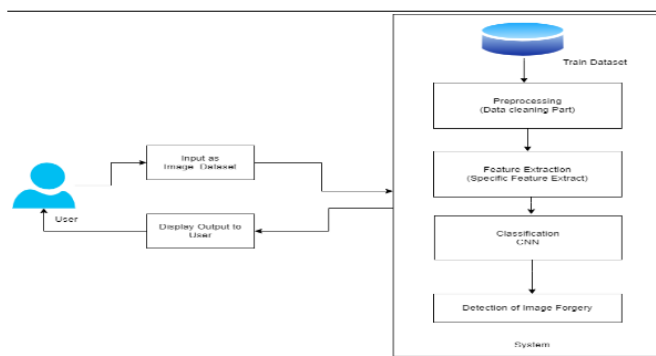 Train Dataset
Preprocessing
(Data cleaning Part)
Input as
Image Dataset
Feature Extraction
(Specific Feature Extract)
User
Display Output to
User
Classification
CNN
Detection of Image Forgery
System